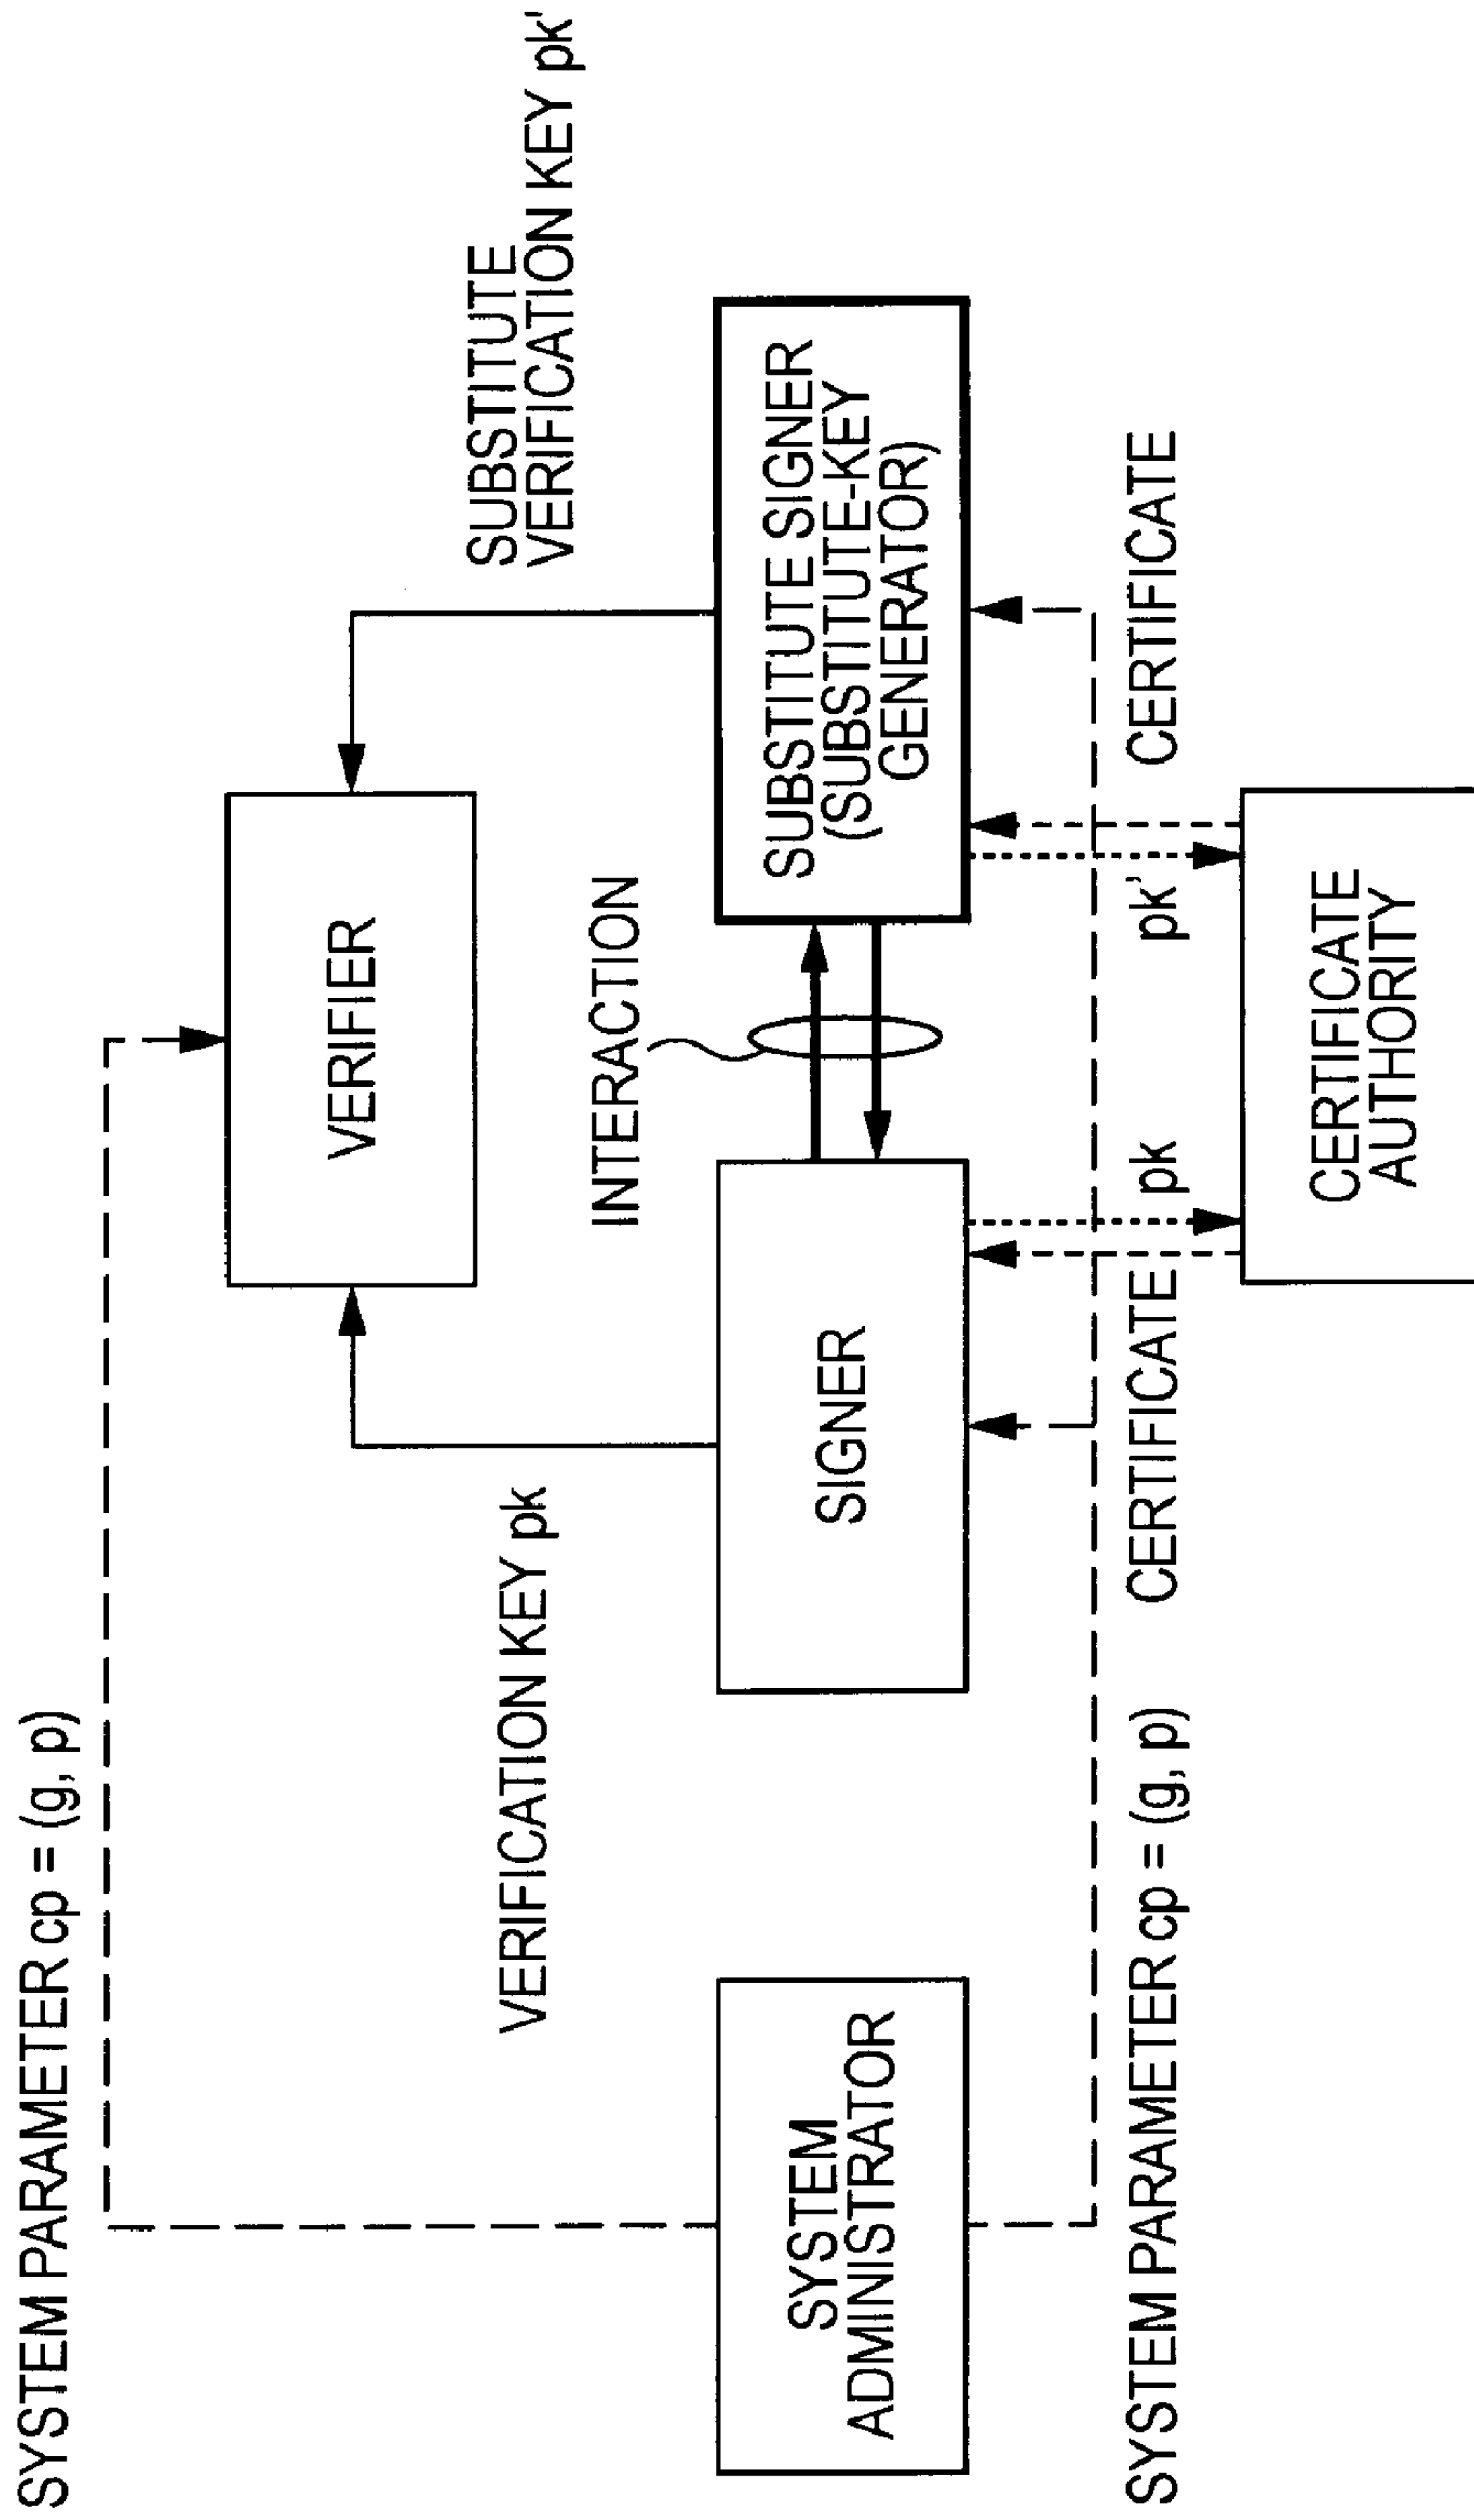 SYSTEM PARAMETER cp = (g, p)
VERIFIER
VERIFICATION KEY pk
INTERACTION
SUBSTITUTE
VERIFICATION KEY pk'
SYSTEM
ADMINISTRATOR
SIGNER
SUBSTITUTE SIGNER
(SUBSTITUTE-KEY
GENERATOR)
SYSTEM PARAMETER cp = (g, p)
CERTIFICATE
pk
pk'
CERTIFICATE
CERTIFICATE
AUTHORITY